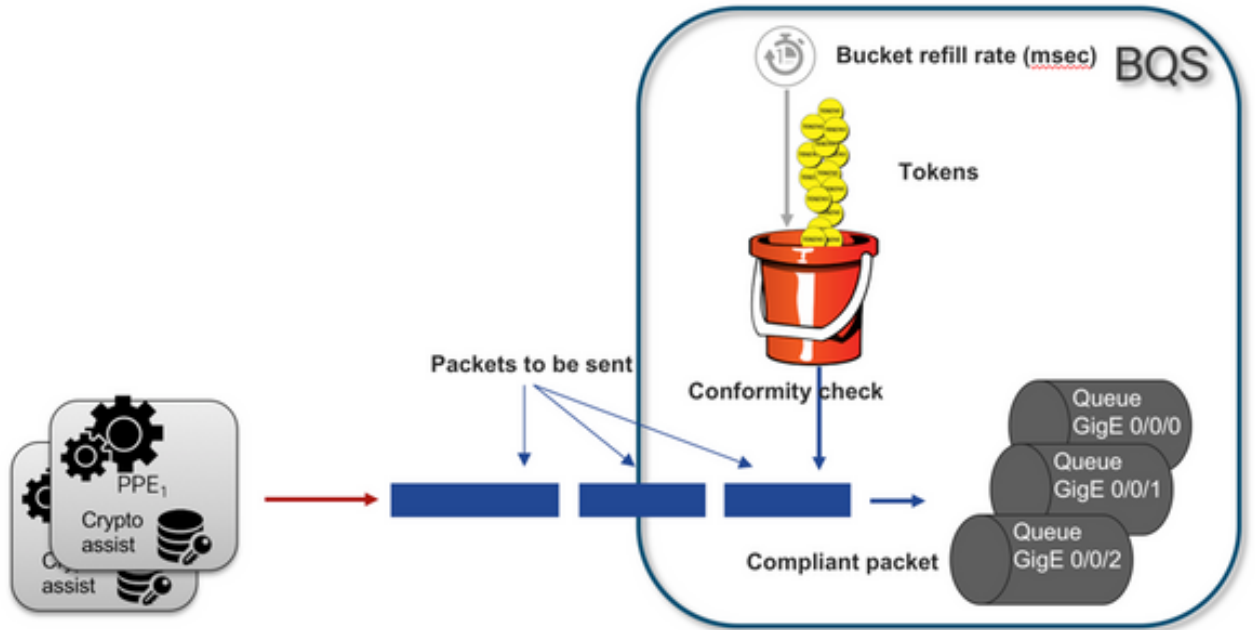 Bucket refill rate (msec)
BQS
Tokens
Packets to be sent
Conformity check
Queue
GigE 0/0/0
Queue
GigE 0/0/1
Queue
GigE 0/0/2
Compliant packet
PPE₁
Crypto
assist
assist